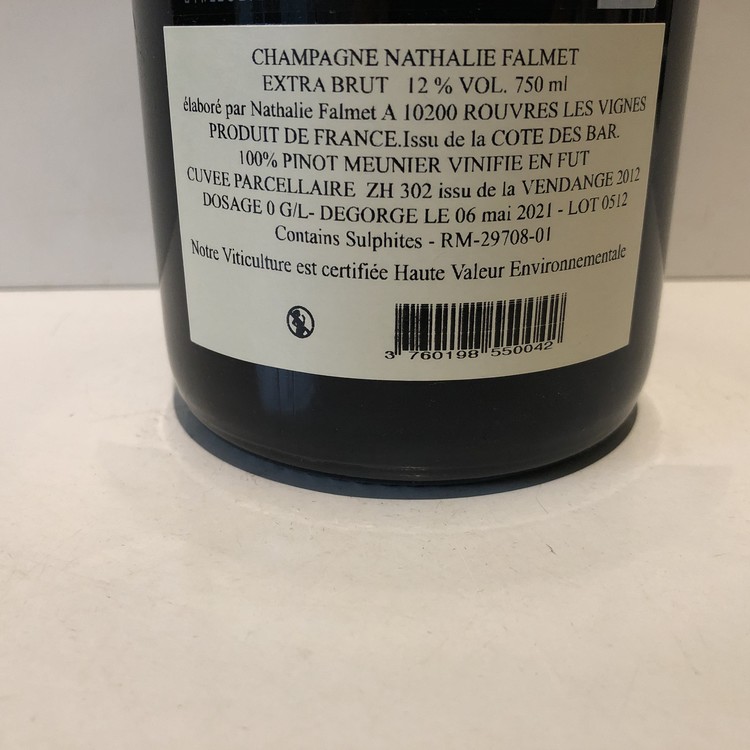 CHAMPAGNE NATHALIE FALMET
EXTRA BRUT 12 % VOL. 750 ml
élaboré par Nathalie Falmet A 10200 ROUVRES LES VIGNES
PRODUIT DE FRANCE.Issu de la COTE DES BAR.
100% PINOT MEUNIER VINIFIE EN FUT
CUVEE PARCELLAIRE ZH 302 issu de la VENDANGE 2012
DOSAGE 0 G/L- DEGORGE LE 06 mai 2021 - LOT 0512
Contains Sulphites - RM-29708-01
Notre Viticulture est certifiée Haute Valeur Environnementale
3 760198 550042